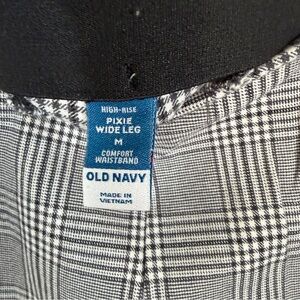 HIGH-RISE
PIXIE
WIDE LEG
M
COMFORT
WAISTBAND
OLD NAVY
MADE IN
VIETNAM